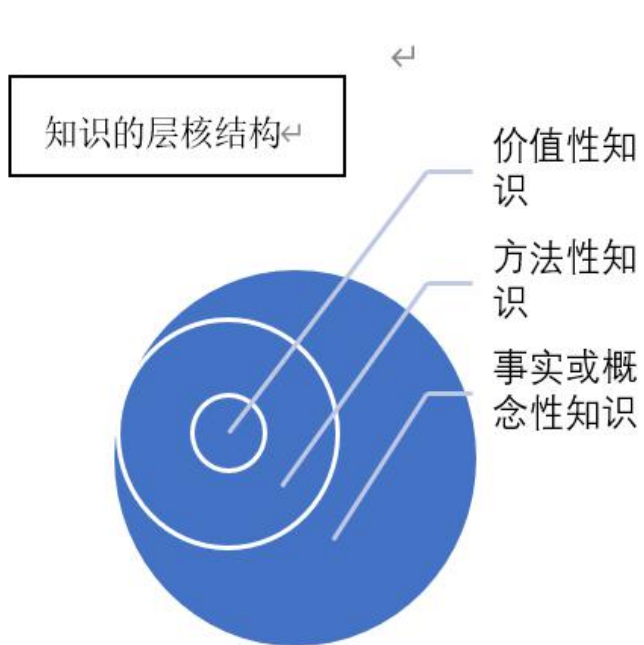 知识的层核结构
价值性知
识
方法性知
识
事实或概
念性知识